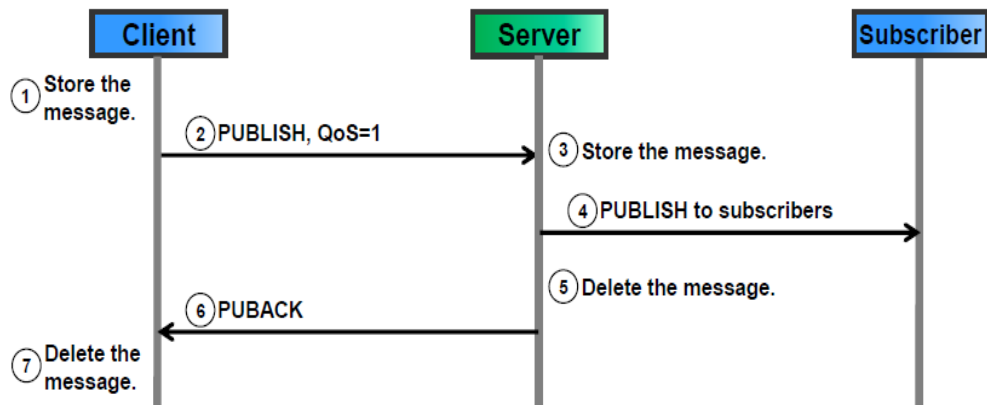 Client
Server
Subscriber
1 Store the
message.
2 PUBLISH, QoS=1
3 Store the message.
4 PUBLISH to subscribers
5 Delete the message.
6 PUBACK
7 Delete the
message.